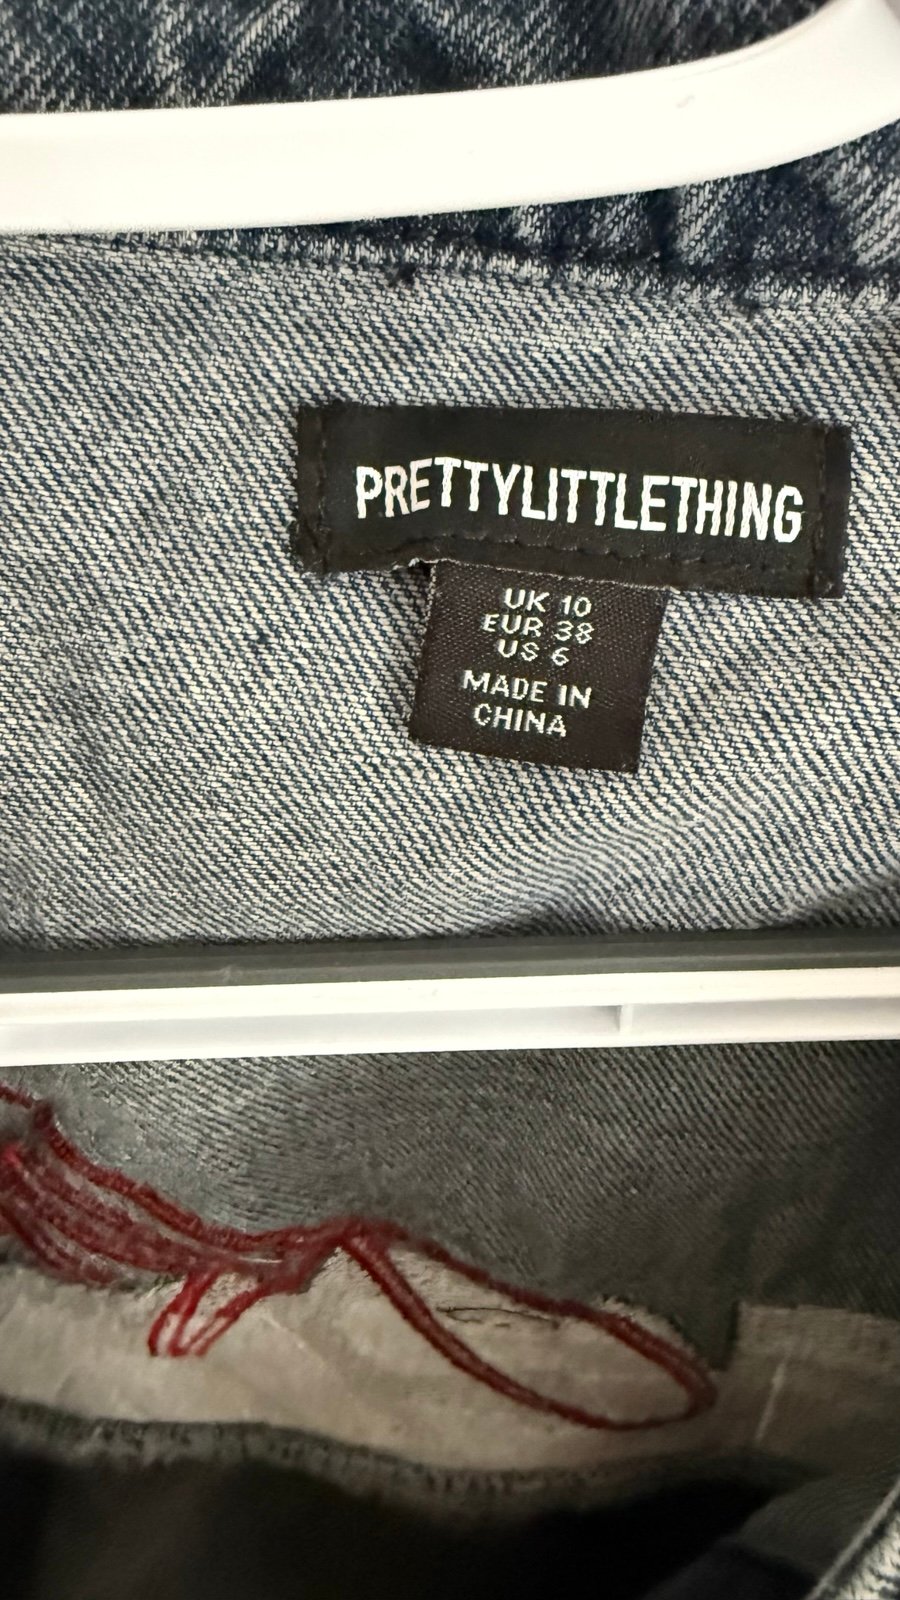 PRETTYLITTLETHING
UK 10
EUR 38
US 6
MADE IN
CHINA